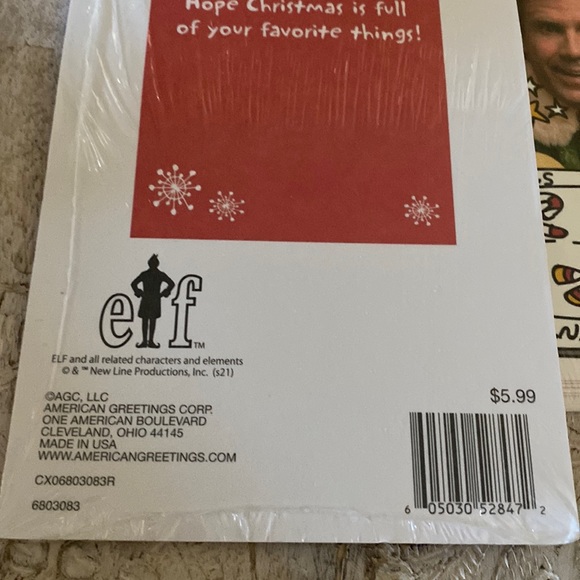 Hope Christmas is full
of your favorite things!
elf™
ELF and all related characters and elements
© & ™ New Line Productions, Inc. (s21)
©AGC, LLC
AMERICAN GREETINGS CORP.
ONE AMERICAN BOULEVARD
CLEVELAND, OHIO 44145
MADE IN USA
WWW.AMERICANGREETINGS.COM
CX06803083R
6803083
$5.99
6 05030 52847 2